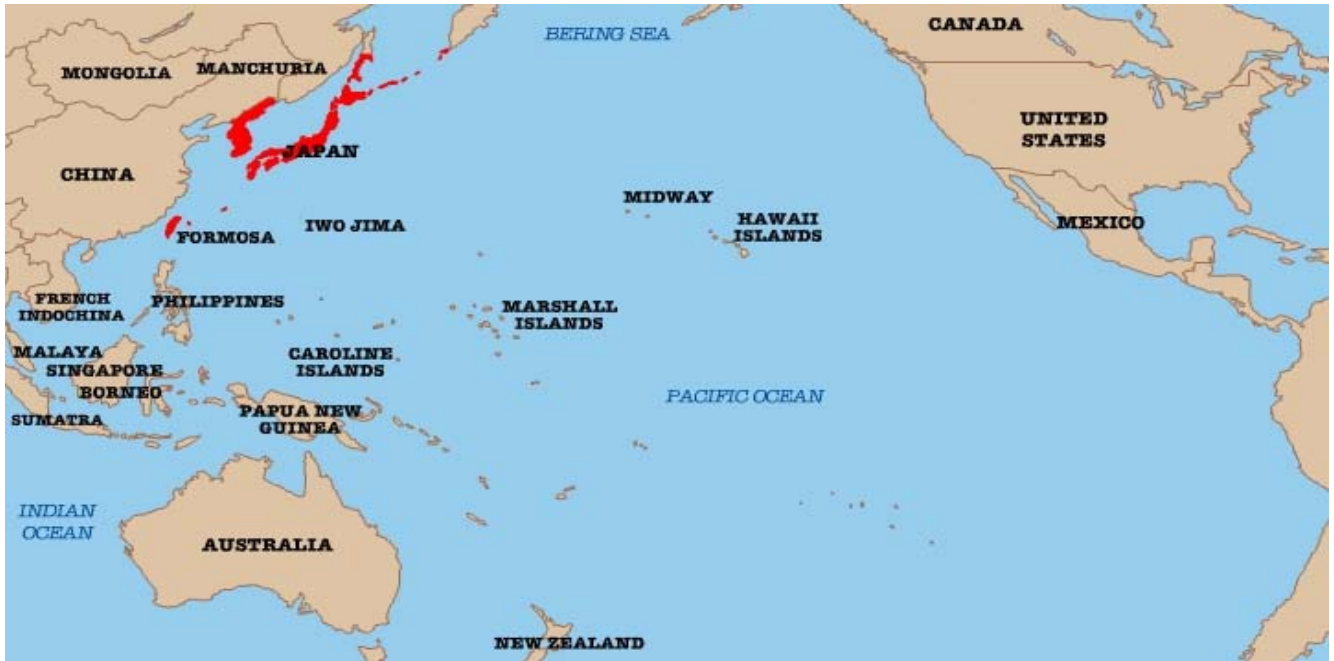 BERING SEA
CANADA
MONGOLIA
MANCHURIA
UNITED
STATES
JAPAN
CHINA
MIDWAY
HAWAII
ISLANDS
MEXICO
IWO JIMA
FORMOSA
FRENCH
INDOCHINA
PHILIPPINES
MARSHALL
ISLANDS
MALAYA
SINGAPORE
BORNEO
CAROLINE
ISLANDS
PACIFIC OCEAN
SUMATRA
PAPUA NEW
GUINEA
INDIAN
OCEAN
AUSTRALIA
NEW ZEALAND